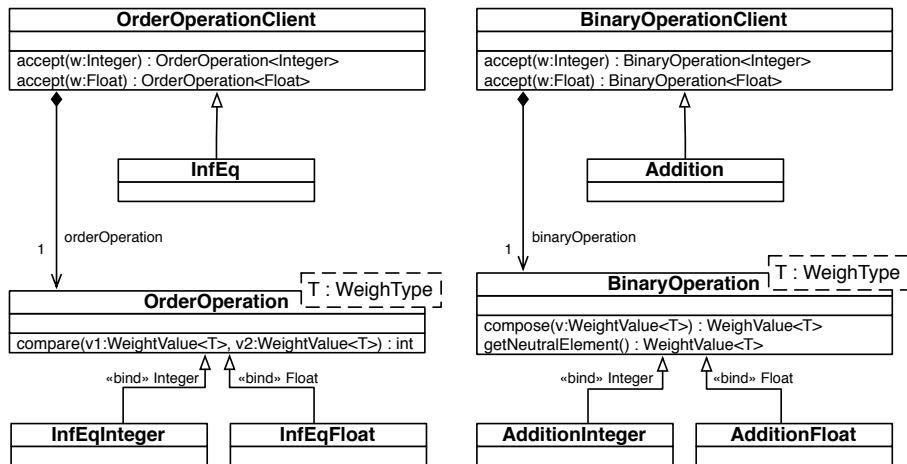 OrderOperationClient
accept(w:Integer) : OrderOperation<Integer>
accept(w:Float) : OrderOperation<Float>
InfEq
orderOperation
1
T : WeighType
OrderOperation
compare(v1:WeightValue<T>, v2:WeightValue<T>) : int
«bind» Integer
«bind» Float
InfEqInteger
InfEqFloat
BinaryOperationClient
accept(w:Integer) : BinaryOperation<Integer>
accept(w:Float) : BinaryOperation<Float>
Addition
binaryOperation
1
T : WeighType
BinaryOperation
compose(v:WeightValue<T>) : WeighValue<T>
getNeutralElement() : WeightValue<T>
«bind» Integer
«bind» Float
AdditionInteger
AdditionFloat